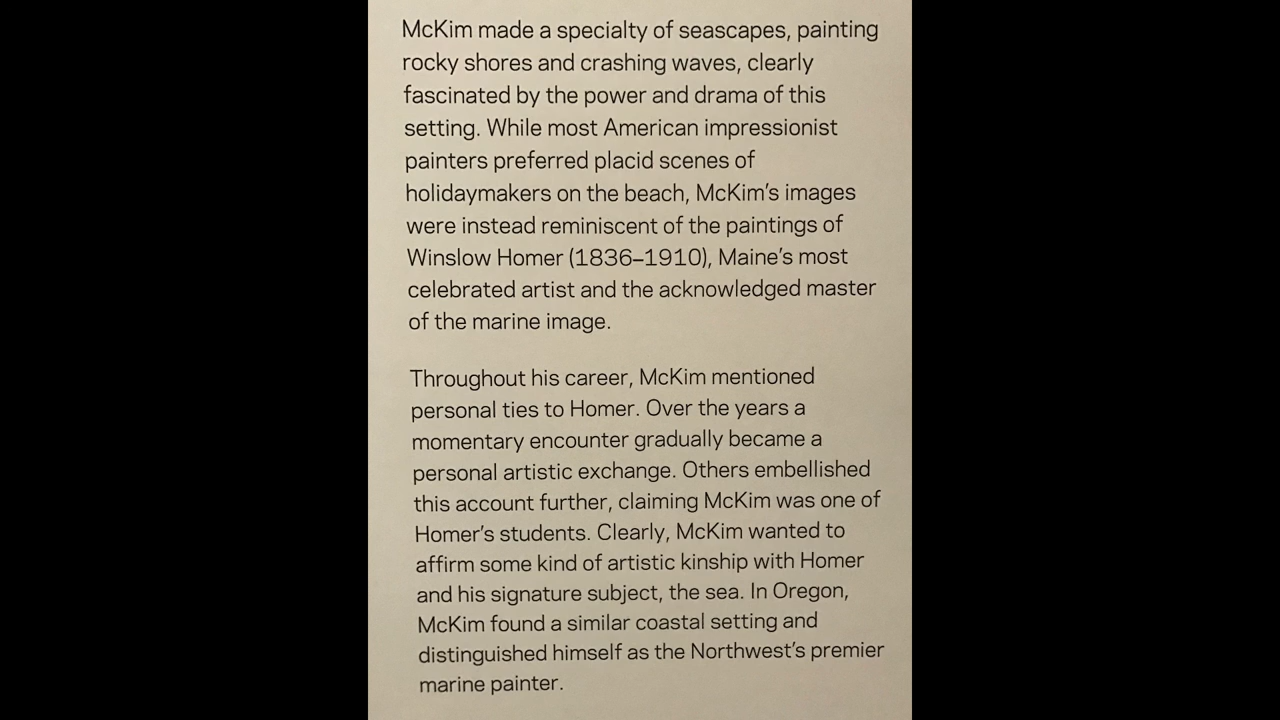 McKim made a specialty of seascapes, painting
rocky shores and crashing waves, clearly
fascinated by the power and drama of this
setting. While most American impressionist
painters preferred placid scenes of
holidaymakers on the beach, McKim's images
were instead reminiscent of the paintings of
Winslow Homer (1836–1910), Maine's most
celebrated artist and the acknowledged master
of the marine image.
Throughout his career, McKim mentioned
personal ties to Homer. Over the years a
momentary encounter gradually became a
personal artistic exchange. Others embellished
this account further, claiming McKim was one of
Homer's students. Clearly, McKim wanted to
affirm some kind of artistic kinship with Homer
and his signature subject, the sea. In Oregon,
McKim found a similar coastal setting and
distinguished himself as the Northwest's premier
marine painter.